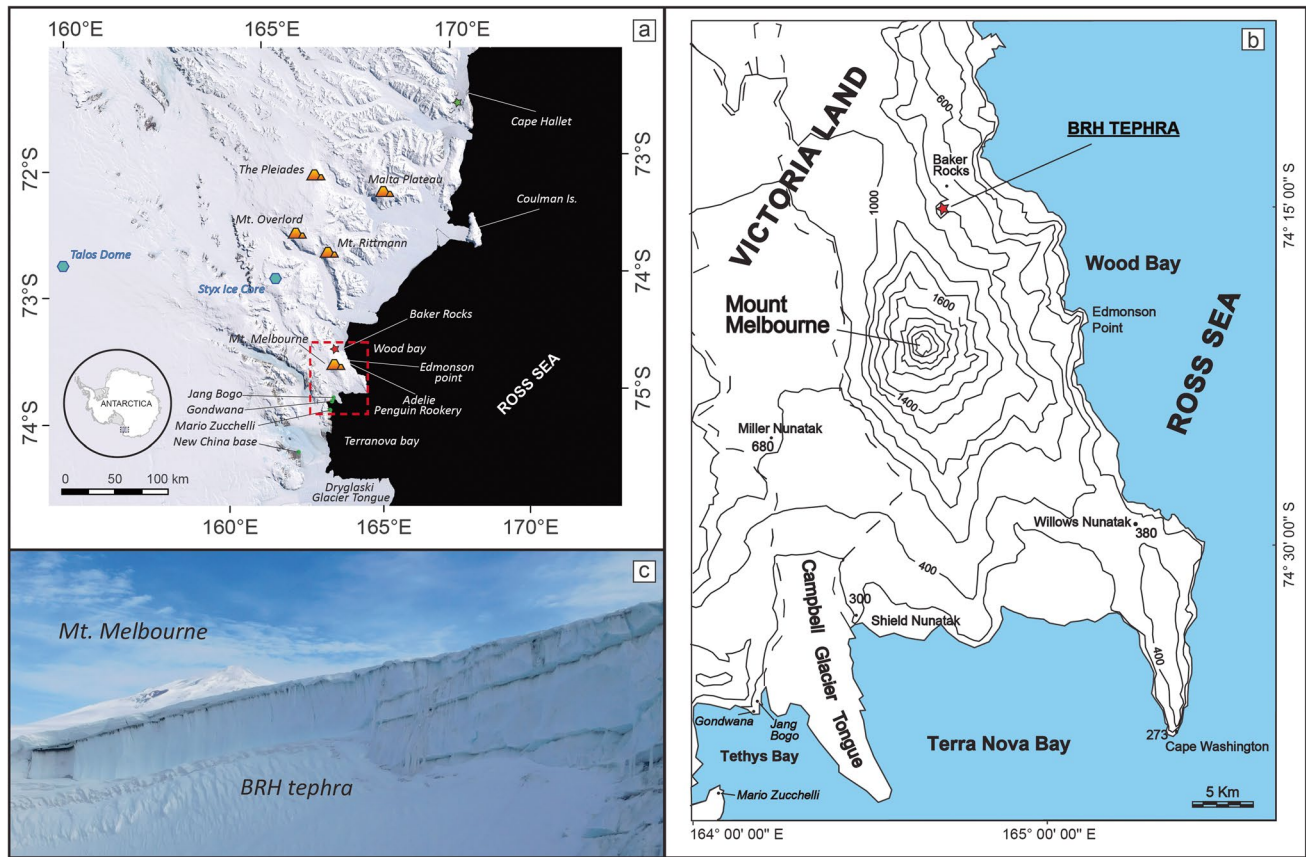 a
160°E
165°E
170°E
Cape Hallet
72°S
73°S
The Pleiades
Malta Plateau
Coulman Is.
Mt. Overlord
Mt. Rittmann
Talos Dome
Styx Ice Core
74°S
73°S
Baker Rocks
Mt. Melbourne
Wood bay
Edmonson
point
Adelie
Penguin Rookery
Jang Bogo
Gondwana
Mario Zucchelli
New China base
ROSS SEA
75°S
74°S
ANTARCTICA
Terranova bay
0 50 100 km
Dryglaski
Glacier Tongue
160°E
165°E
170°E
b
VICTORIA LAND
600
BRH TEPHRA
Baker
Rocks
1000
74° 15' 00'' S
Wood Bay
1600
Mount
Melbourne
Edmonson
Point
ROSS SEA
1400
Miller Nunatak
680
Willows Nunatak
380
74° 30' 00'' S
400
300
Shield Nunatak
Campbell Glacier Tongue
400
Gondwana
Jang
Bogo
Terra Nova Bay
273
Cape Washington
Tethys Bay
Mario Zucchelli
5 Km
164° 00' 00'' E
165° 00' 00'' E
c
Mt. Melbourne
BRH tephra